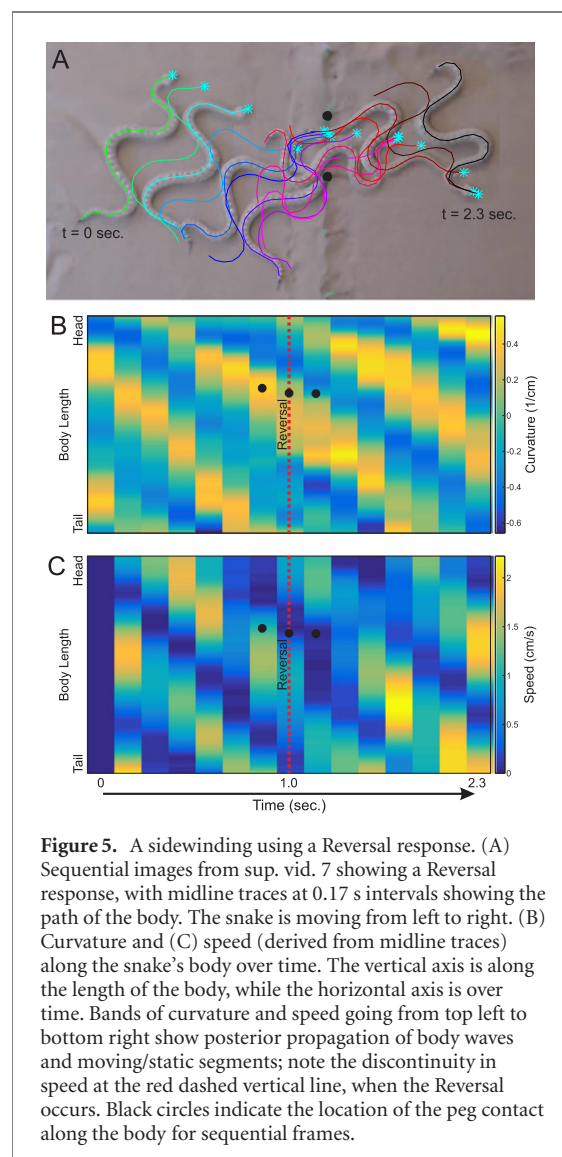 A
t = 0 sec.
t = 2.3 sec.
B
Head
Body Length
Tail
Reversal
0.4
0.2
0
-0.2
-0.4
-0.6
Curvature (1/cm)
C
Head
Body Length
Tail
Reversal
2
1.5
1
0.5
0
Speed (cm/s)
0
1.0
2.3
Time (sec.)
Figure 5. A sidewinding using a Reversal response. (A)
Sequential images from sup. vid. 7 showing a Reversal
response, with midline traces at 0.17 s intervals showing the
path of the body. The snake is moving from left to right. (B)
Curvature and (C) speed (derived from midline traces)
along the snake's body over time. The vertical axis is along
the length of the body, while the horizontal axis is over
time. Bands of curvature and speed going from top left to
bottom right show posterior propagation of body waves
and moving/static segments; note the discontinuity in
speed at the red dashed vertical line, when the Reversal
occurs. Black circles indicate the location of the peg contact
along the body for sequential frames.